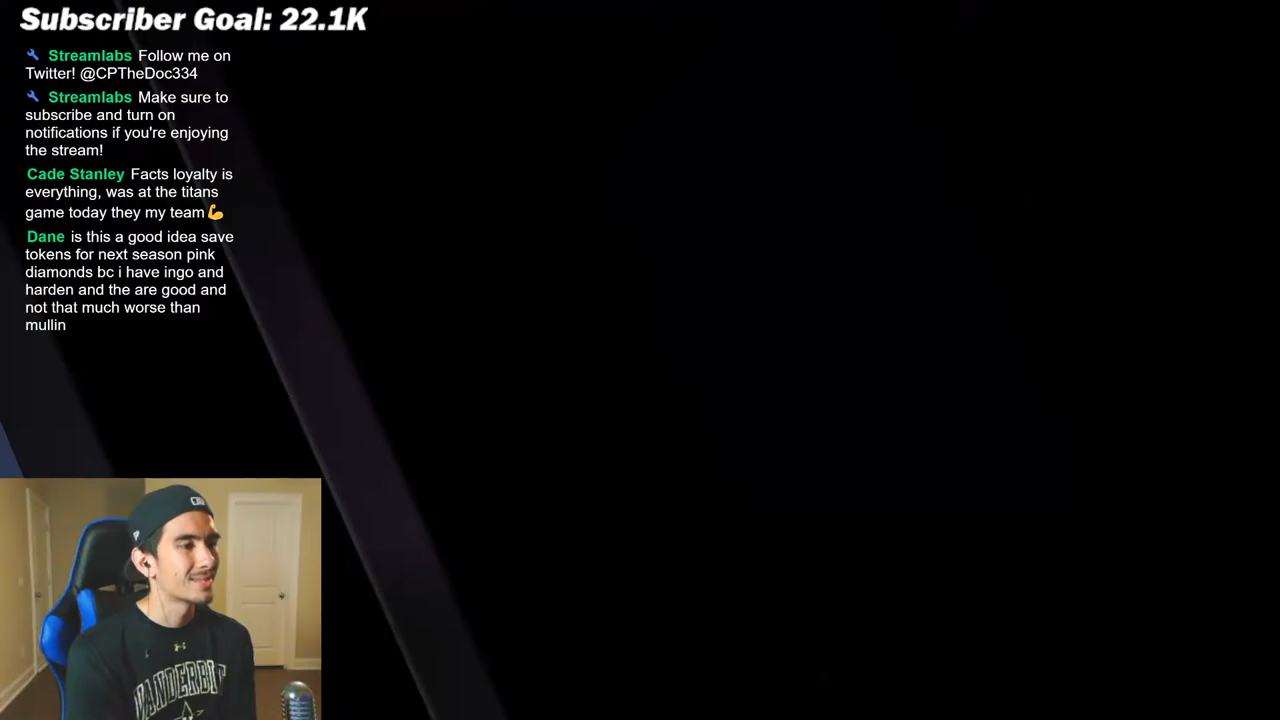 Subscriber Goal: 22.1K
Streamlabs Follow me on
Twitter! @CPTheDoc334
Streamlabs Make sure to
subscribe and turn on
notifications if you're enjoying
the stream!
Cade Stanley Facts loyalty is
everything, was at the titans
game today they my team💪
Dane is this a good idea save
tokens for next season pink
diamonds bc i have ingo and
harden and the are good and
not that much worse than
mullin
VANDERBILT